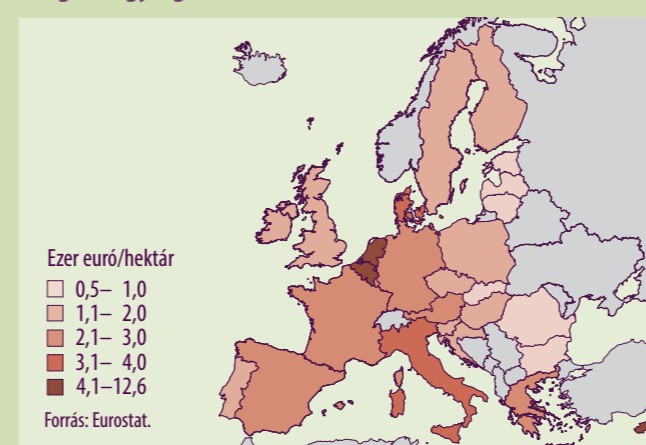 Ezer euró/hektár
0,5– 1,0
1,1– 2,0
2,1– 3,0
3,1– 4,0
4,1–12,6
Forrás: Eurostat.